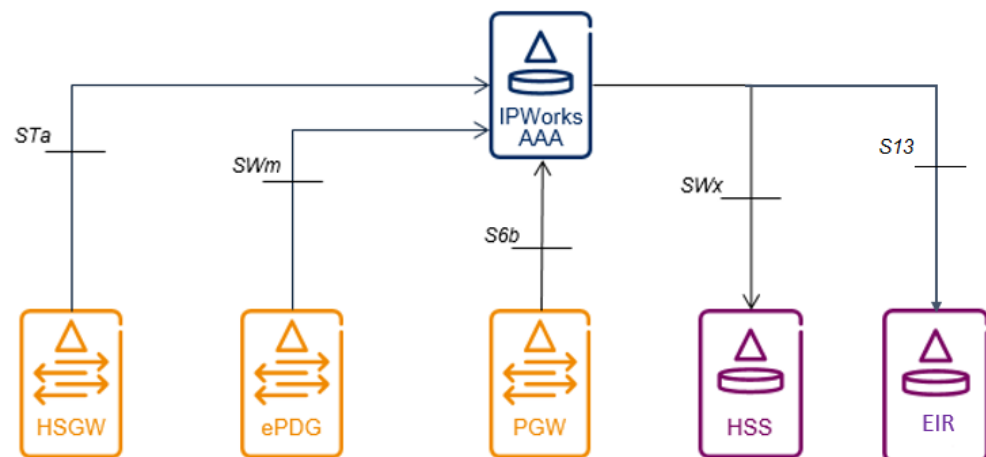 IPWorks
AAA
STa
SWm
S6b
SWx
S13
HSGW
ePDG
PGW
HSS
EIR